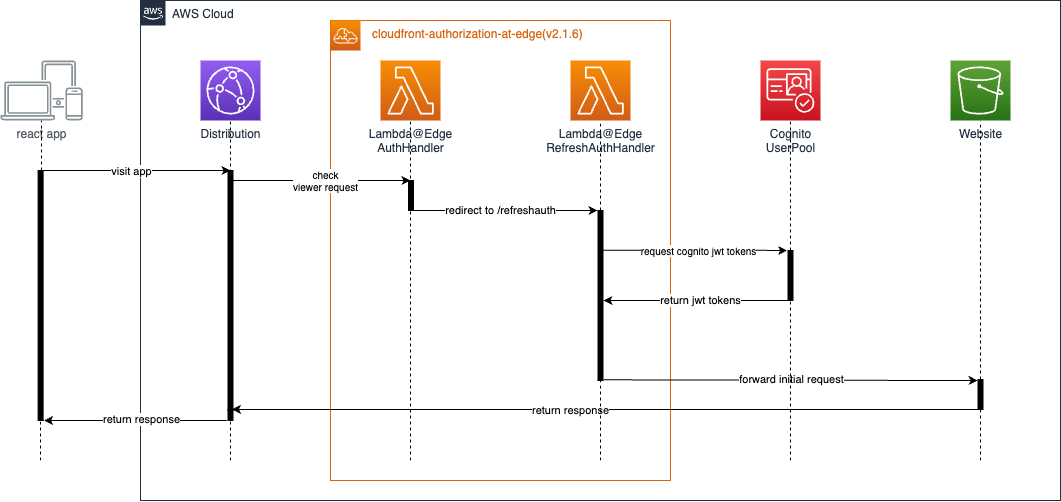 aws
AWS Cloud
cloudfront-authorization-at-edge(v2.1.6)
react app
Distribution
Lambda@Edge
AuthHandler
Lambda@Edge
RefreshAuthHandler
Cognito
UserPool
Website
visit app
check
viewer request
redirect to /refreshauth
request cognito jwt tokens
return jwt tokens
forward initial request
return response
return response